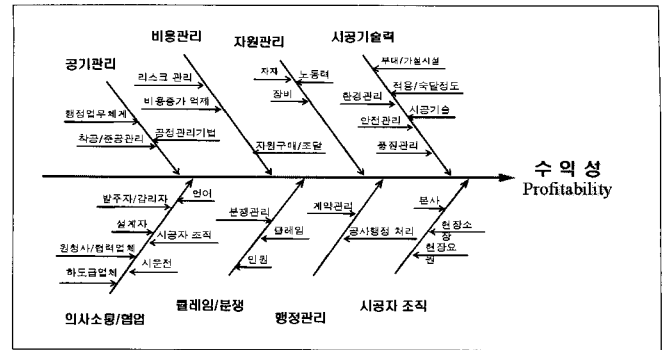 비용관리
자원관리
시공기술력
공기관리
부대/가설시설
리스크 관리
자재
노동력
적용/숙달정도
장비
환경관리
비용증가 억제
시공기술
행정업무체계
안전관리
공정관리기법
착공/준공관리
자원구매/조달
품질관리
수익성
Profitability
언어
발주자/감리자
본사
계약관리
분쟁관리
설계자
현장소장
클레임
공사행정 처리
시공자 조직
원청사/협력업체
현장요원
인원
시운전
하도급업체
클레임/분쟁
시공자 조직
의사소통/협업
행정관리